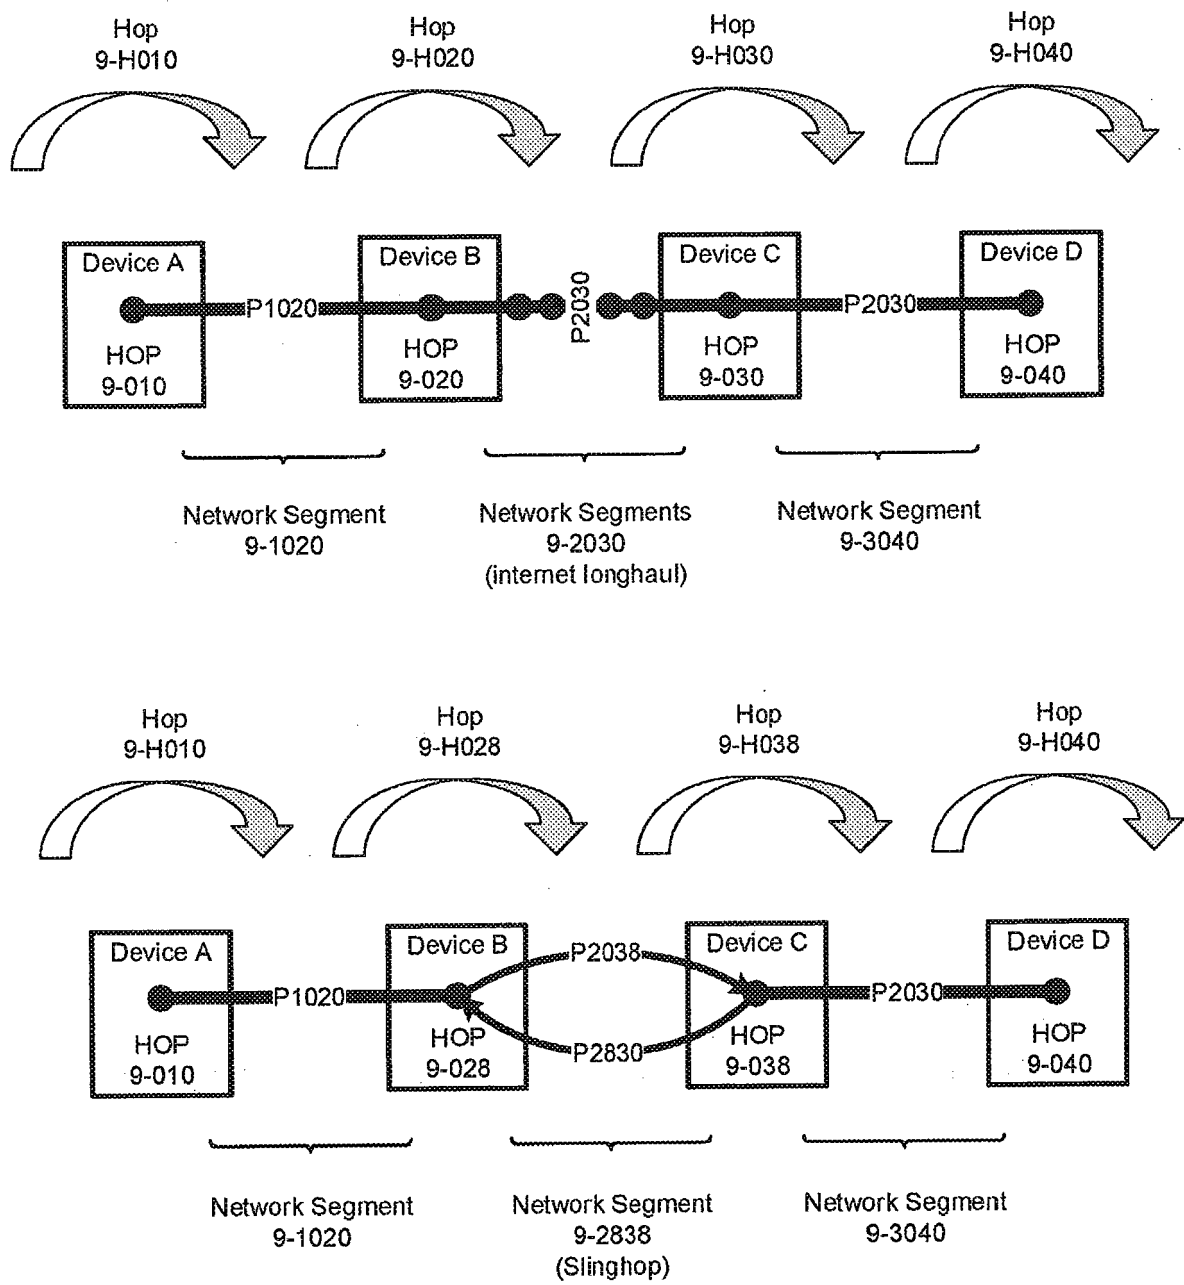 Hop
9-H010
Hop
9-H020
Hop
9-H030
Hop
9-H040
Device A
Device B
Device C
Device D
P1020
P2030
P2030
HOP
9-010
HOP
9-020
HOP
9-030
HOP
9-040
Network Segment
9-1020
Network Segments
9-2030
(internet longhaul)
Network Segment
9-3040
Hop
9-H010
Hop
9-H028
Hop
9-H038
Hop
9-H040
Device A
Device B
Device C
Device D
P1020
P2038
P2830
P2030
HOP
9-010
HOP
9-028
HOP
9-038
HOP
9-040
Network Segment
9-1020
Network Segment
9-2838
(Slinghop)
Network Segment
9-3040